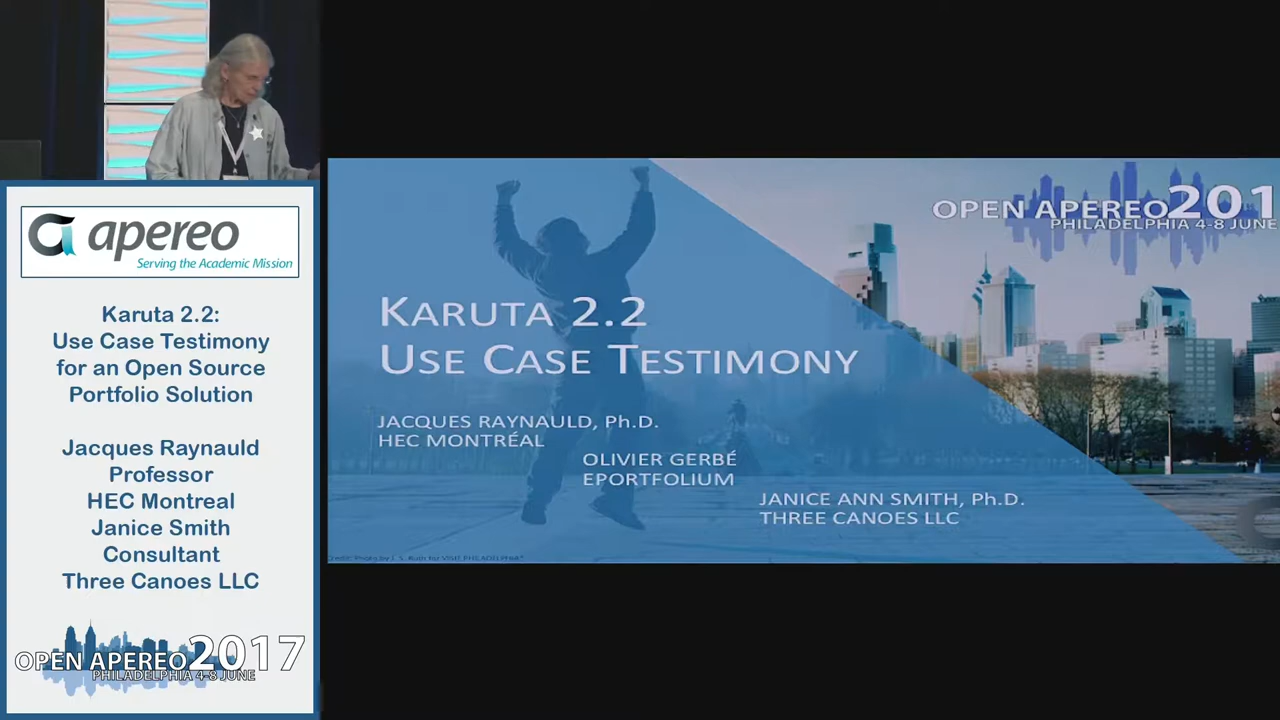 apereo
Serving the Academic Mission
Karuta 2.2:
Use Case Testimony
for an Open Source
Portfolio Solution
Jacques Raynauld
Professor
HEC Montreal
Janice Smith
Consultant
Three Canoes LLC
OPEN APEREO 2017
PHILADELPHIA 4-8 JUNE
OPEN APEREO 201
PHILADELPHIA 4-8 JUNE
KARUTA 2.2
USE CASE TESTIMONY
JACQUES RAYNAULD, Ph.D.
HEC MONTRÉAL
OLIVIER GERBÉ
EPORTFOLIUM
JANICE ANN SMITH, Ph.D.
THREE CANOES LLC